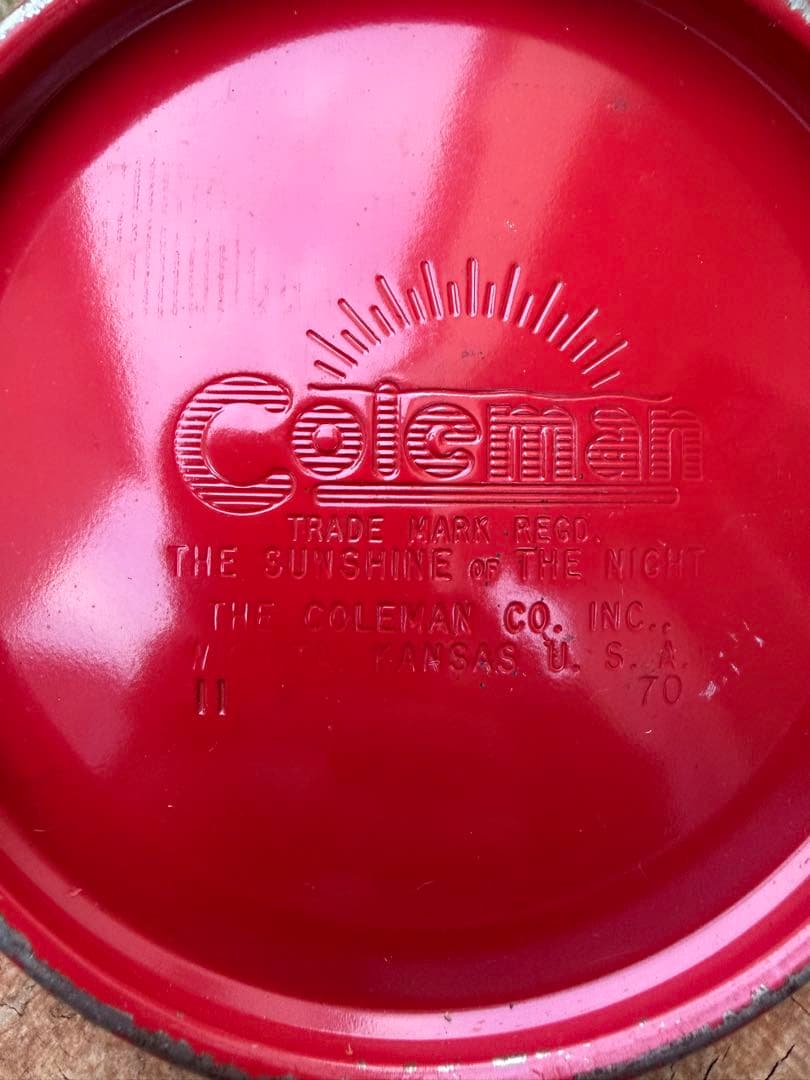 Coleman
TRADE MARK REGD.
THE SUNSHINE OF THE NIGHT
THE COLEMAN CO. INC.,
KANSAS U. S. A.
11 70